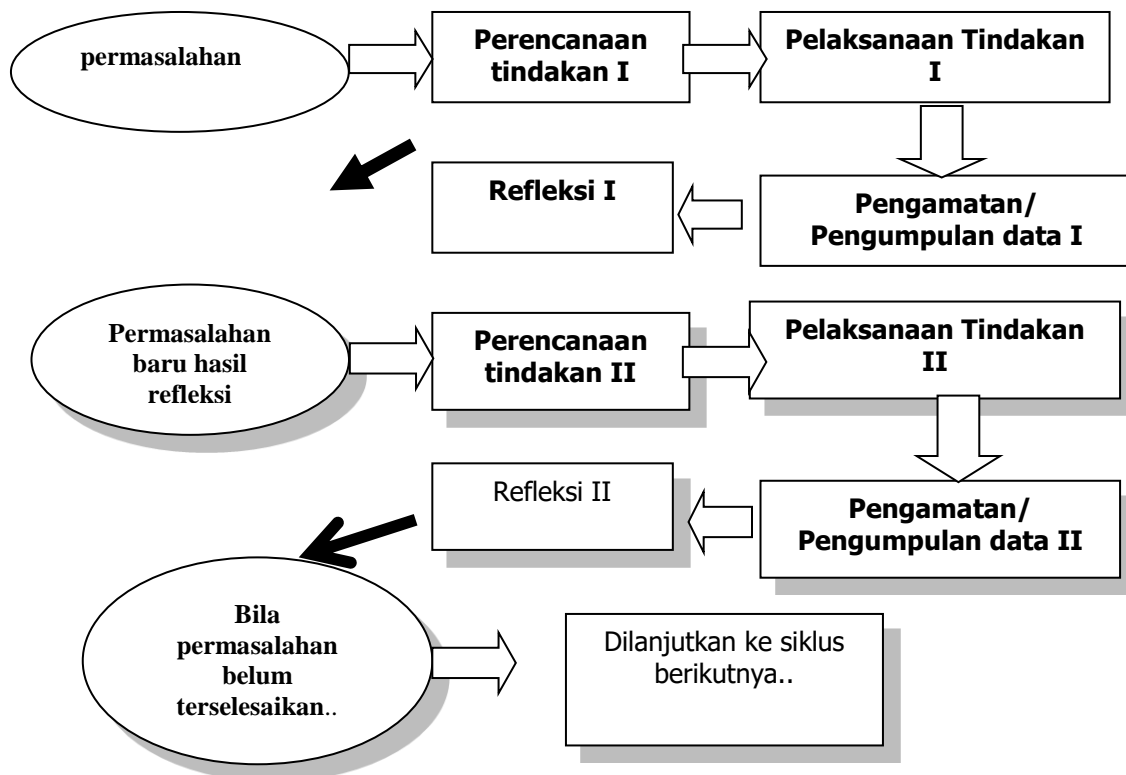 permasalahan
Perencanaan
tindakan I
Pelaksanaan Tindakan
I
Refleksi I
Pengamatan/
Pengumpulan data I
Permasalahan
baru hasil
refleksi
Perencanaan
tindakan II
Pelaksanaan Tindakan
II
Refleksi II
Pengamatan/
Pengumpulan data II
Bila
permasalahan
belum
terselesaikan..
Dilanjutkan ke siklus
berikutnya..